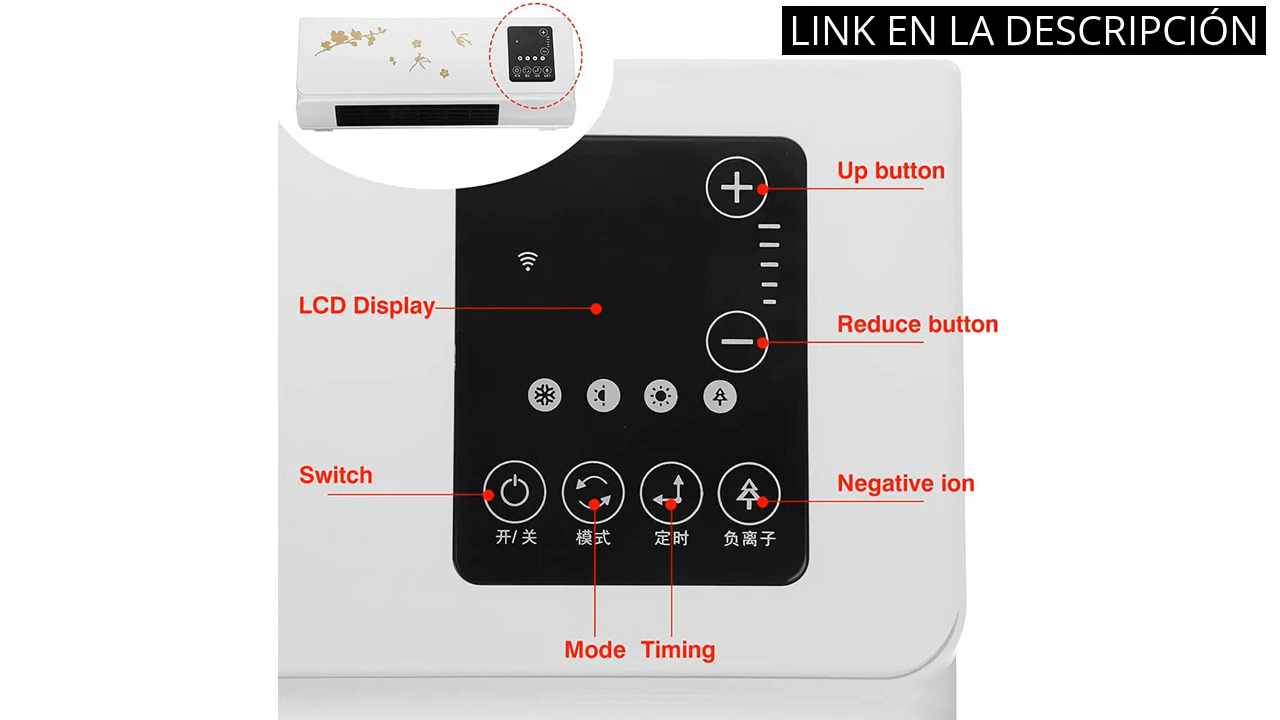 LINK EN LA DESCRIPCIÓN
Up button
LCD Display
Reduce button
Switch
Negative ion
开/关 模式 定时 负离子
Mode Timing